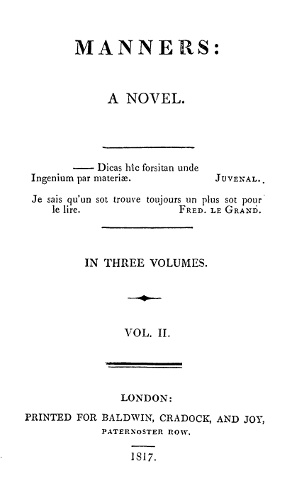 MANNERS:
A NOVEL.
—— Dicas hîc forsitan unde
Ingenium par materiæ. JUVENAL.
Je sais qu'un sot trouve toujours un plus sot pour
le lire. FRED. LE GRAND.
IN THREE VOLUMES.
VOL. II.
LONDON:
PRINTED FOR BALDWIN, CRADOCK, AND JOY,
PATERNOSTER ROW.
1817.